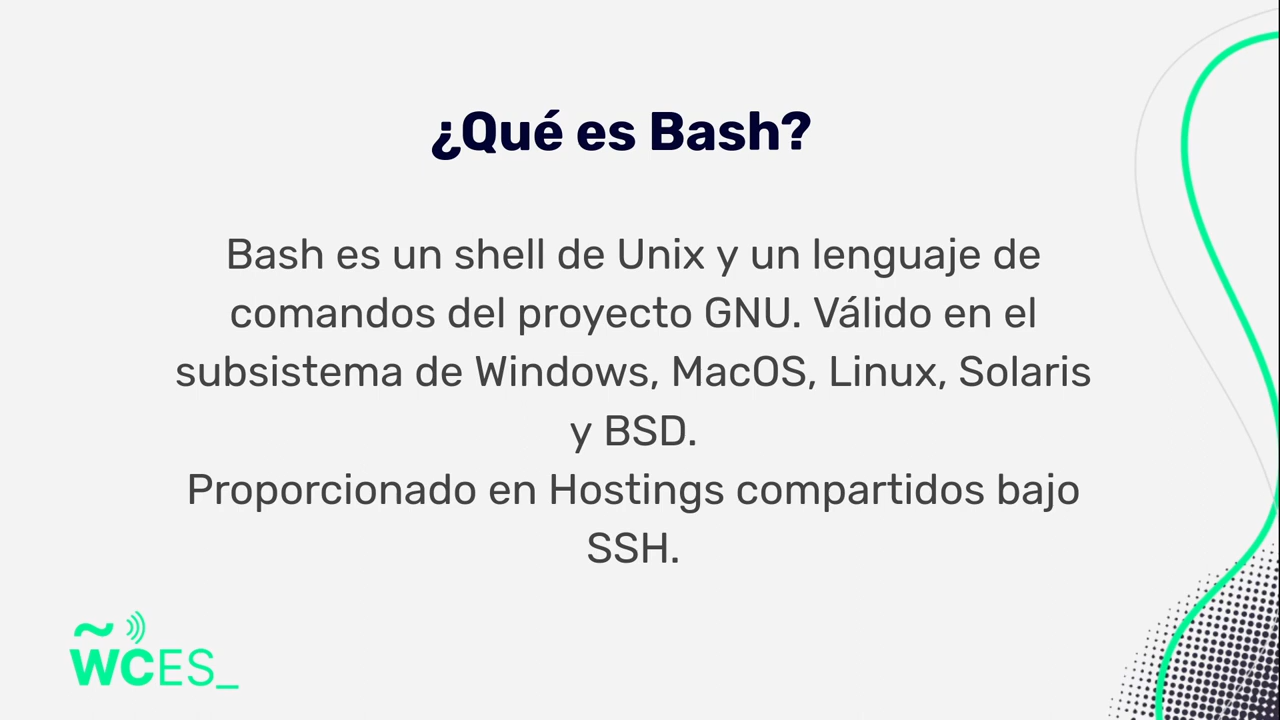 ¿Qué es Bash?
Bash es un shell de Unix y un lenguaje de
comandos del proyecto GNU. Válido en el
subsistema de Windows, MacOS, Linux, Solaris
y BSD.
Proporcionado en Hostings compartidos bajo
SSH.
~
WCES_